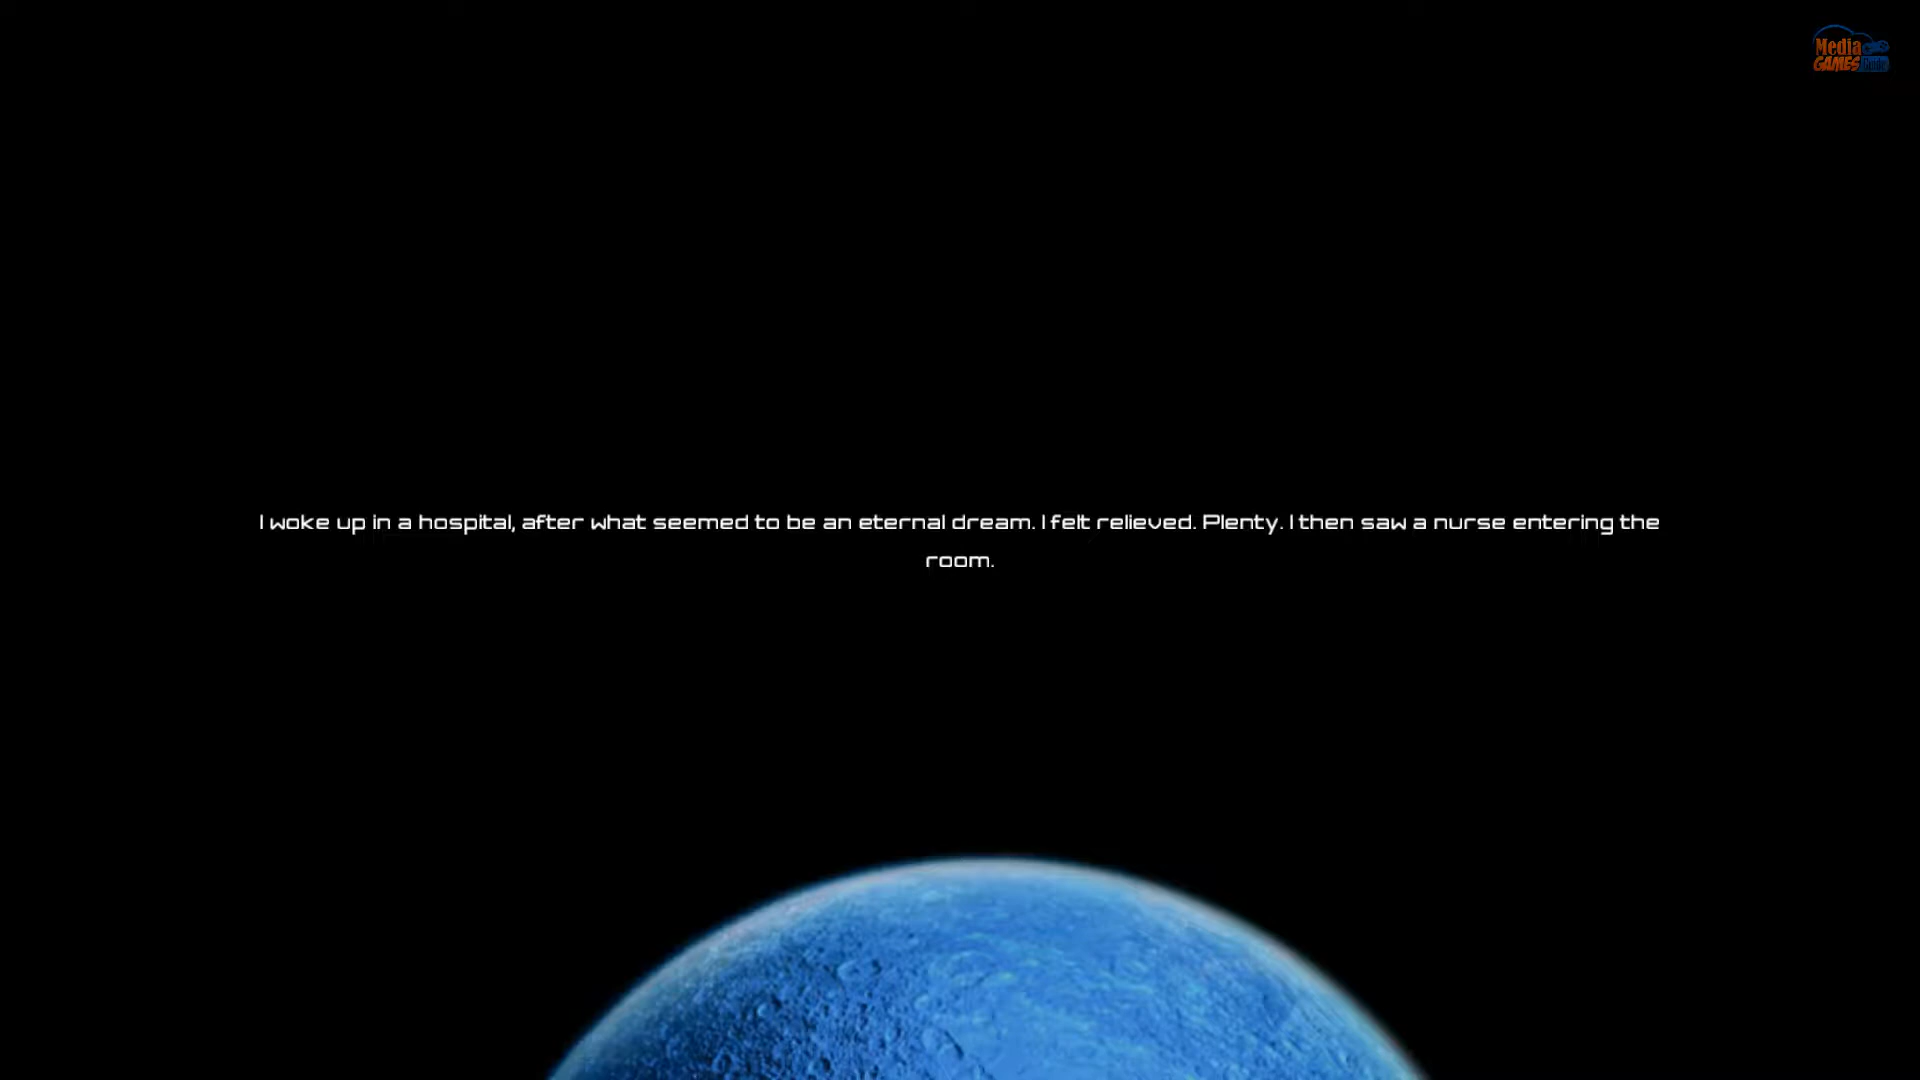 Media
GAMES
I woke up in a hospital, after what seemed to be an eternal dream. I felt relieved. Plenty. I then saw a nurse entering the
room.